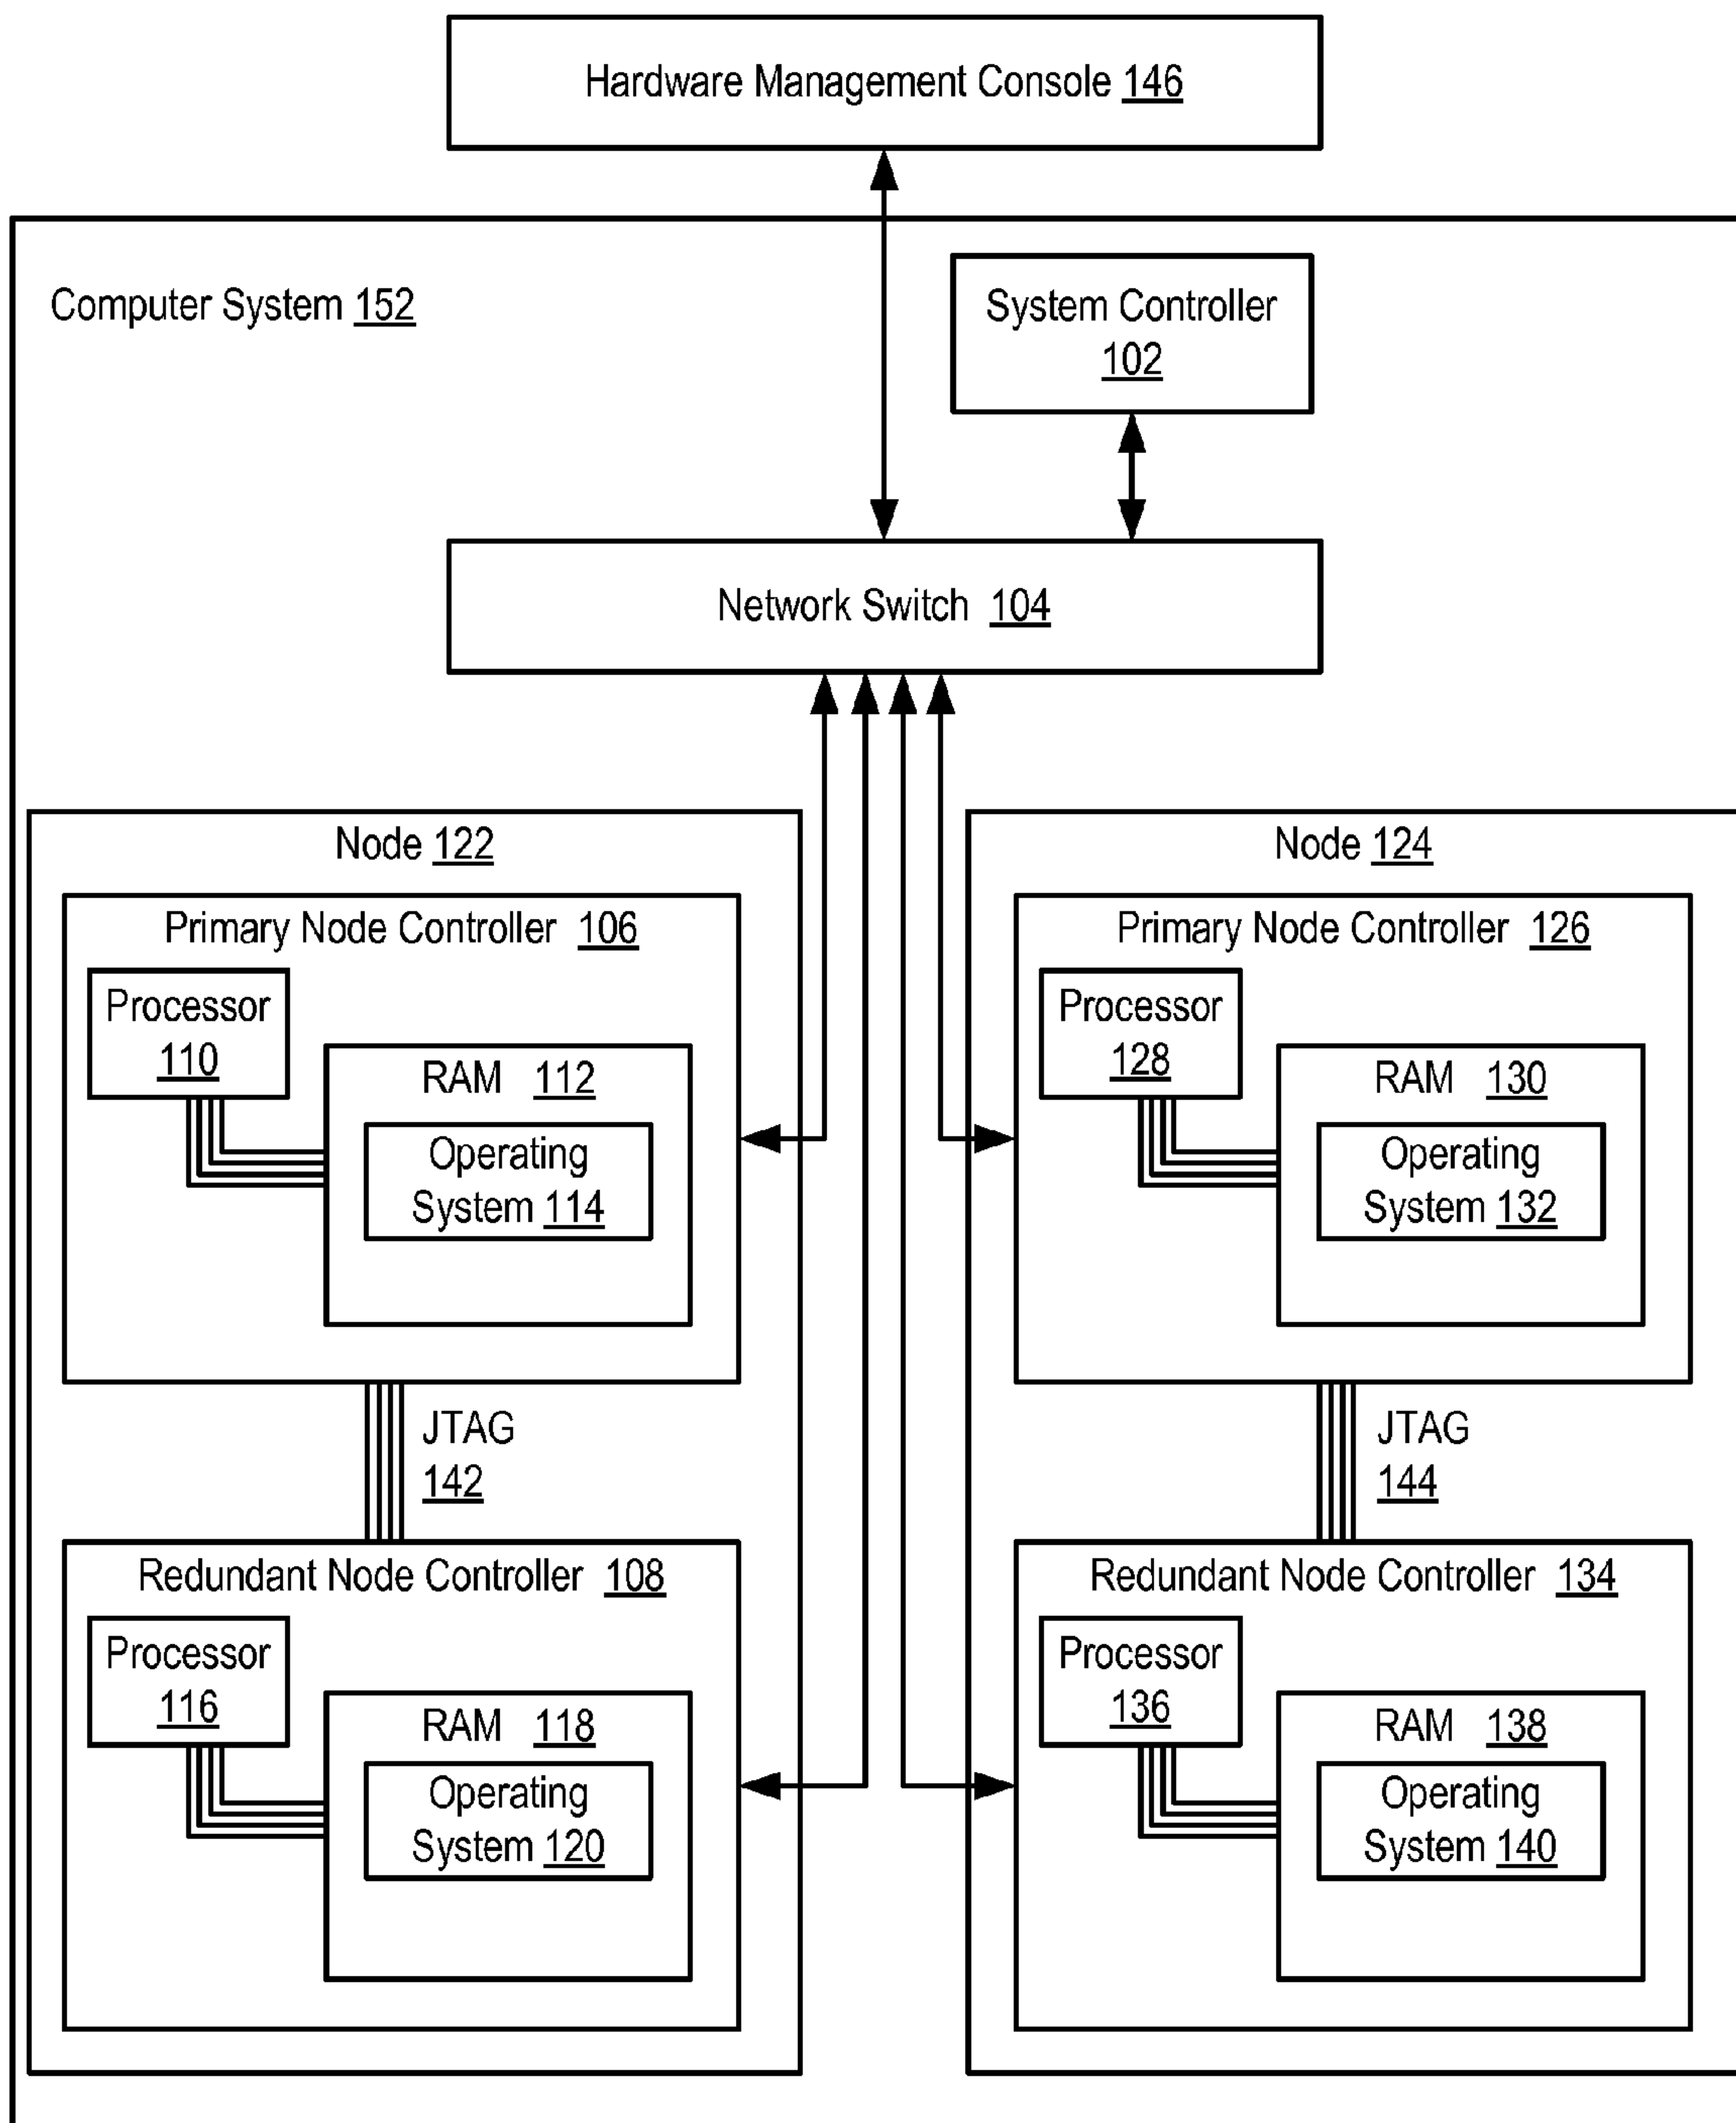 Hardware Management Console 146
Computer System 152
System Controller
102
Network Switch 104
Node 122
Primary Node Controller 106
Processor
110
RAM 112
Operating
System 114
JTAG
142
Redundant Node Controller 108
Processor
116
RAM 118
Operating
System 120
Node 124
Primary Node Controller 126
Processor
128
RAM 130
Operating
System 132
JTAG
144
Redundant Node Controller 134
Processor
136
RAM 138
Operating
System 140